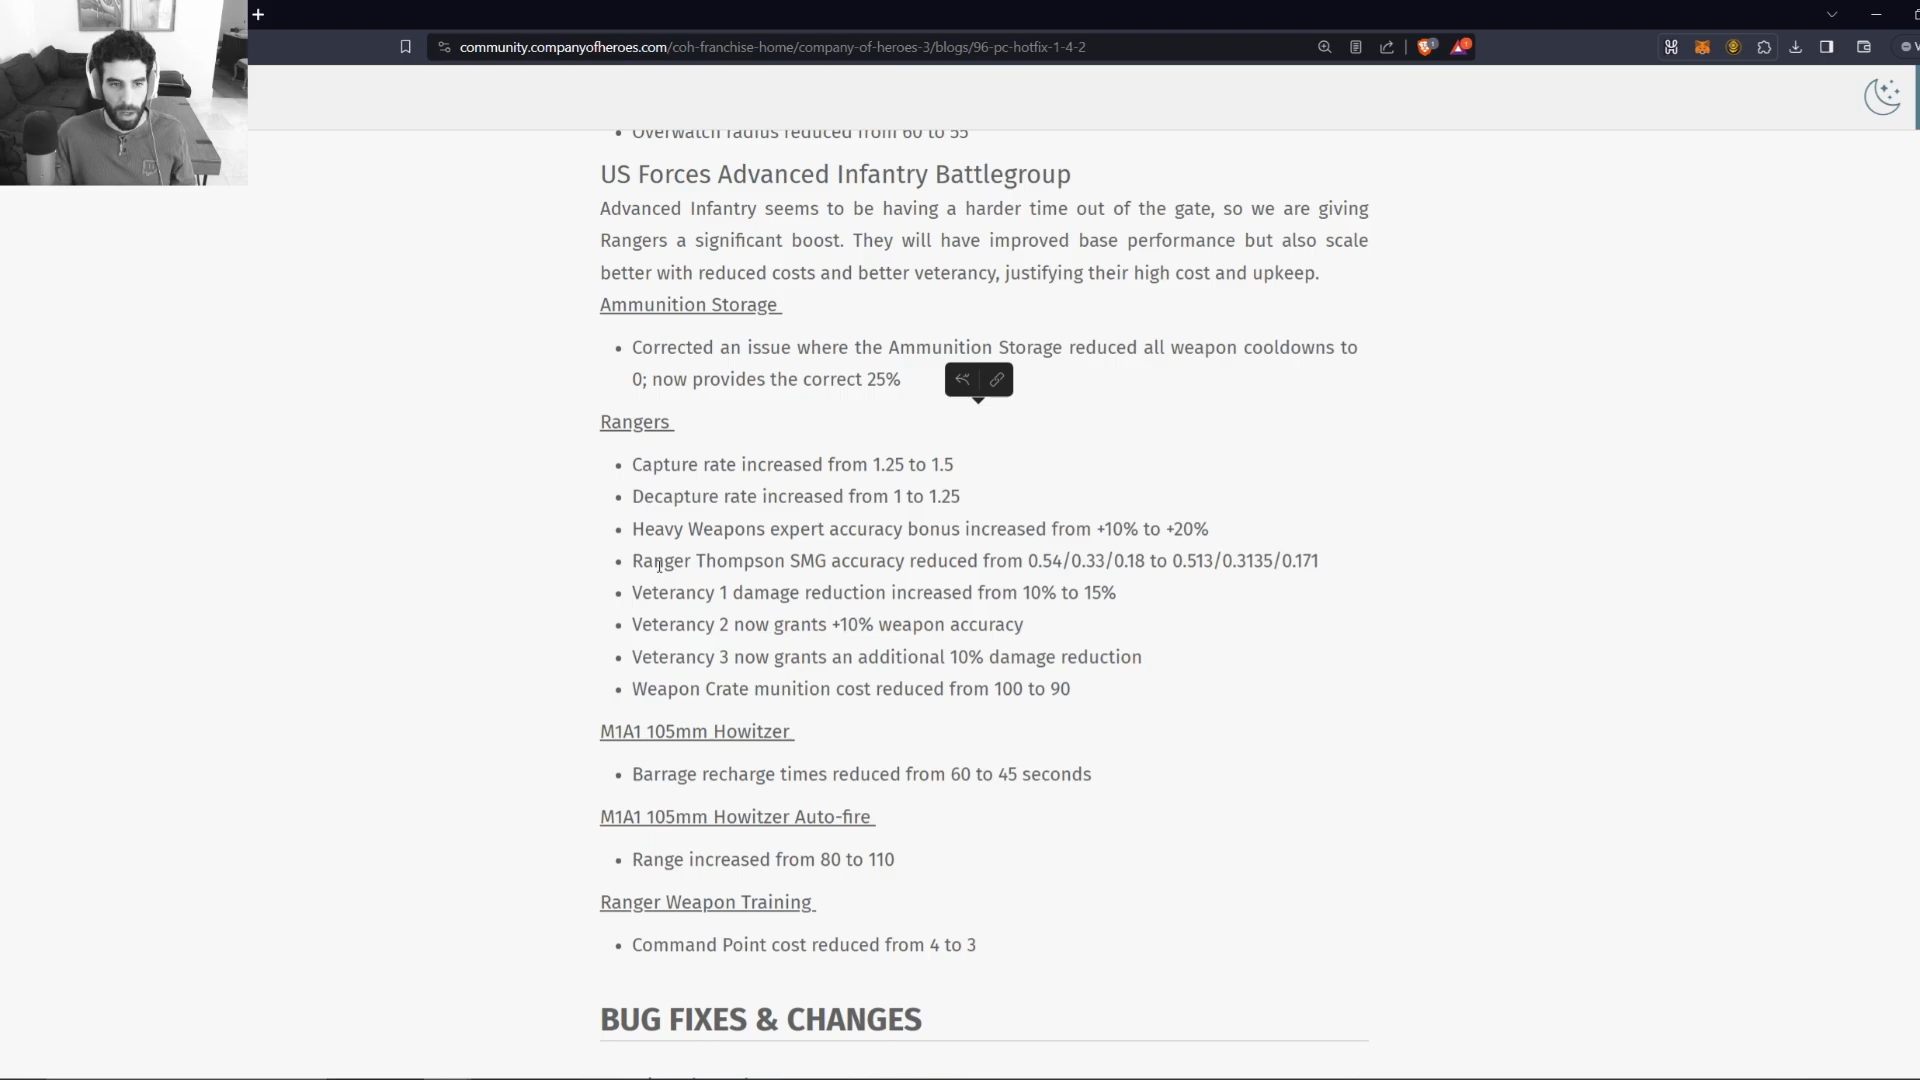 community.companyofheroes.com/coh-franchise-home/company-of-heroes-3/blogs/96-pc-hotfix-1-4-2
• Overwatch radius reduced from 60 to 55
US Forces Advanced Infantry Battlegroup
Advanced Infantry seems to be having a harder time out of the gate, so we are giving
Rangers a significant boost. They will have improved base performance but also scale
better with reduced costs and better veterancy, justifying their high cost and upkeep.
Ammunition Storage
• Corrected an issue where the Ammunition Storage reduced all weapon cooldowns to
0; now provides the correct 25%
Rangers
• Capture rate increased from 1.25 to 1.5
• Decapture rate increased from 1 to 1.25
• Heavy Weapons expert accuracy bonus increased from +10% to +20%
• Ranger Thompson SMG accuracy reduced from 0.54/0.33/0.18 to 0.513/0.3135/0.171
• Veterancy 1 damage reduction increased from 10% to 15%
• Veterancy 2 now grants +10% weapon accuracy
• Veterancy 3 now grants an additional 10% damage reduction
• Weapon Crate munition cost reduced from 100 to 90
M1A1 105mm Howitzer
• Barrage recharge times reduced from 60 to 45 seconds
M1A1 105mm Howitzer Auto-fire
• Range increased from 80 to 110
Ranger Weapon Training
• Command Point cost reduced from 4 to 3
BUG FIXES & CHANGES